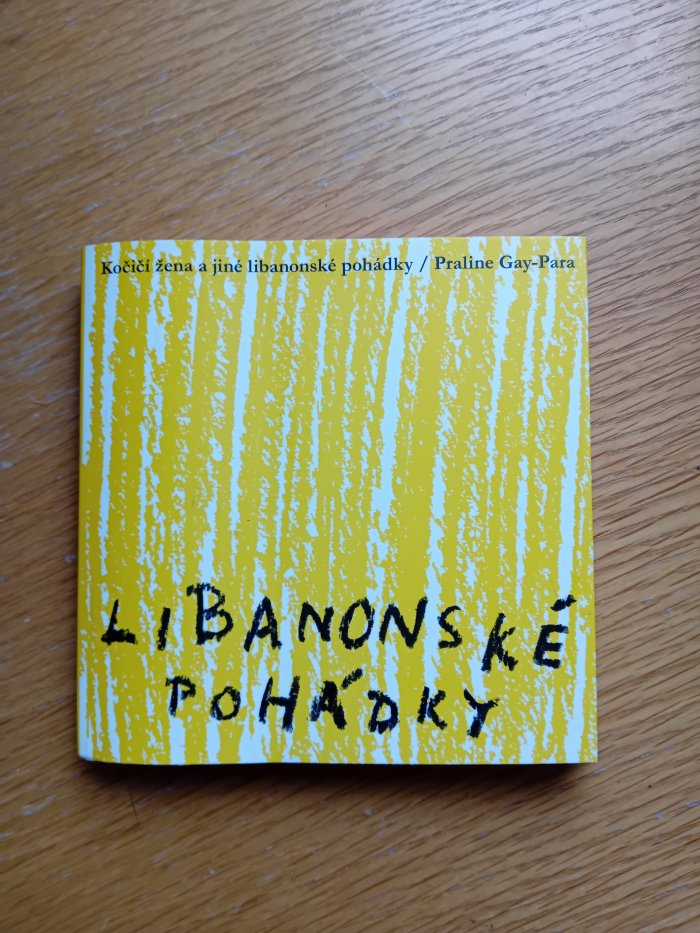 Kočičí žena a jiné libanonské pohádky / Praline Gay-Para
LIBANONSKÉ
POHÁDKY